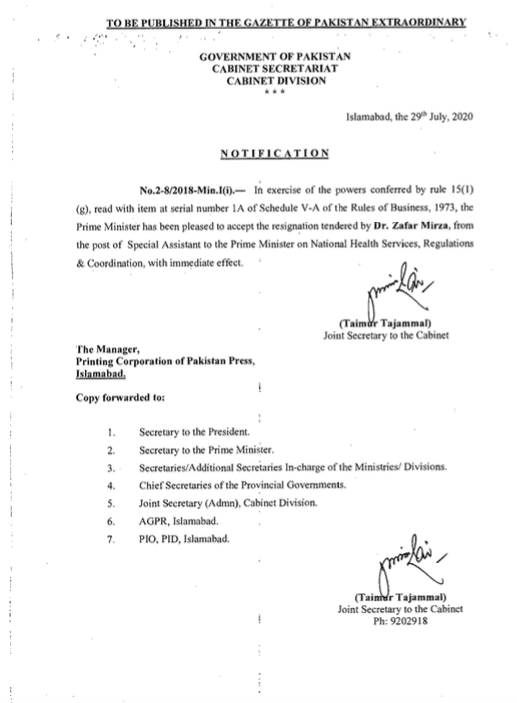 TO BE PUBLISHED IN THE GAZETTE OF PAKISTAN EXTRAORDINARY
GOVERNMENT OF PAKISTAN
CABINET SECRETARIAT
CABINET DIVISION
* * *
Islamabad, the 29th July, 2020
NOTIFICATION
No.2-8/2018-Min.I(i).— In exercise of the powers conferred by rule 15(1)
(g), read with item at serial number 1A of Schedule V-A of the Rules of Business, 1973, the
Prime Minister has been pleased to accept the resignation tendered by Dr. Zafar Mirza, from
the post of Special Assistant to the Prime Minister on National Health Services, Regulations
& Coordination, with immediate effect.
(Taimur Tajammal)
Joint Secretary to the Cabinet
The Manager,
Printing Corporation of Pakistan Press,
Islamabad.
Copy forwarded to:
1. Secretary to the President.
2. Secretary to the Prime Minister.
3. Secretaries/Additional Secretaries In-charge of the Ministries/ Divisions.
4. Chief Secretaries of the Provincial Governments.
5. Joint Secretary (Admn), Cabinet Division.
6. AGPR, Islamabad.
7. PIO, PID, Islamabad.
(Taimur Tajammal)
Joint Secretary to the Cabinet
Ph: 9202918